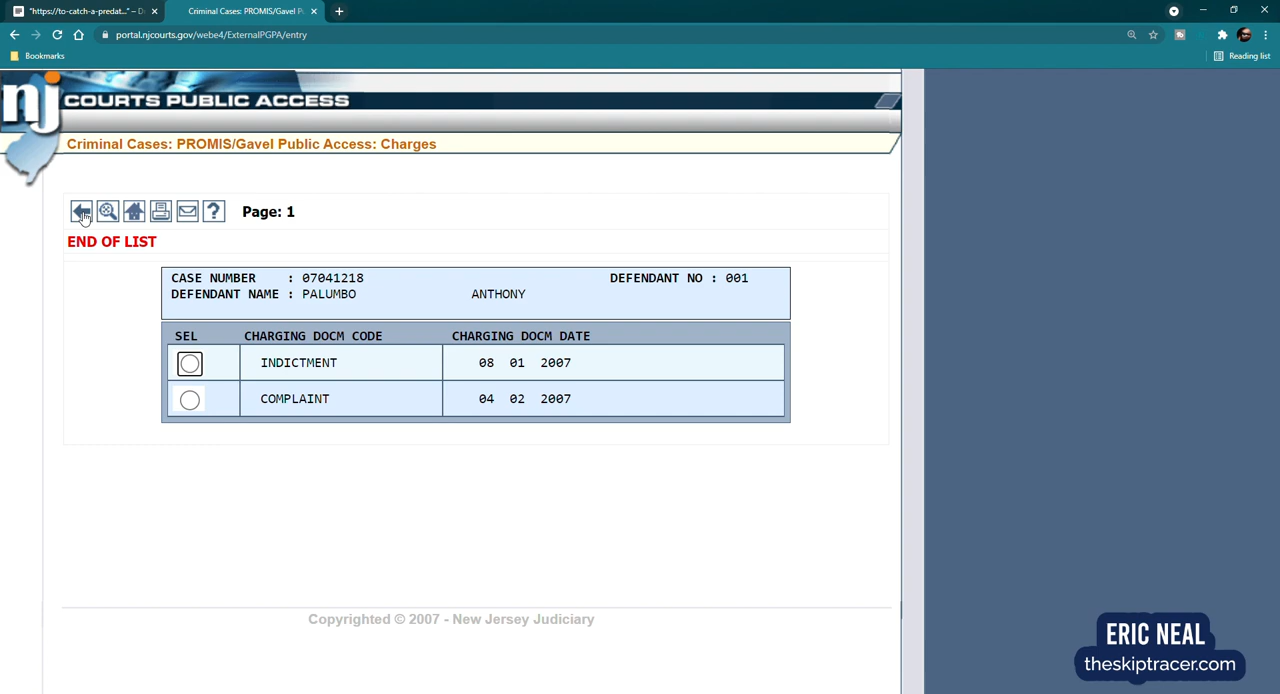 "https://to-catch-a-predat..." – D
Criminal Cases: PROMIS/Gavel Pu
portal.njcourts.gov/webe4/ExternalPGPA/entry
Bookmarks
Reading list
nj COURTS PUBLIC ACCESS
Criminal Cases: PROMIS/Gavel Public Access: Charges
? Page: 1
END OF LIST
CASE NUMBER : 07041218 DEFENDANT NO : 001
DEFENDANT NAME : PALUMBO ANTHONY
SEL CHARGING DOCM CODE CHARGING DOCM DATE
INDICTMENT 08 01 2007
COMPLAINT 04 02 2007
Copyrighted © 2007 - New Jersey Judiciary
ERIC NEAL
theskiptracer.com